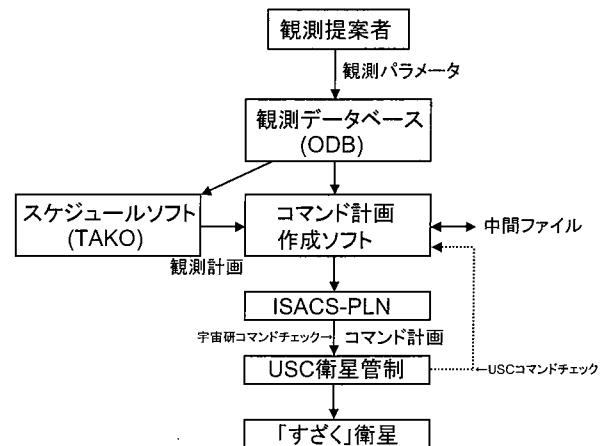 観測提案者
観測パラメータ
観測データベース
(ODB)
スケジュールソフト
(TAKO)
コマンド計画
作成ソフト
中間ファイル
観測計画
ISACS-PLN
宇宙研コマンドチェック→
コマンド計画
USC衛星管制
←USCコマンドチェック
「すざく」衛星